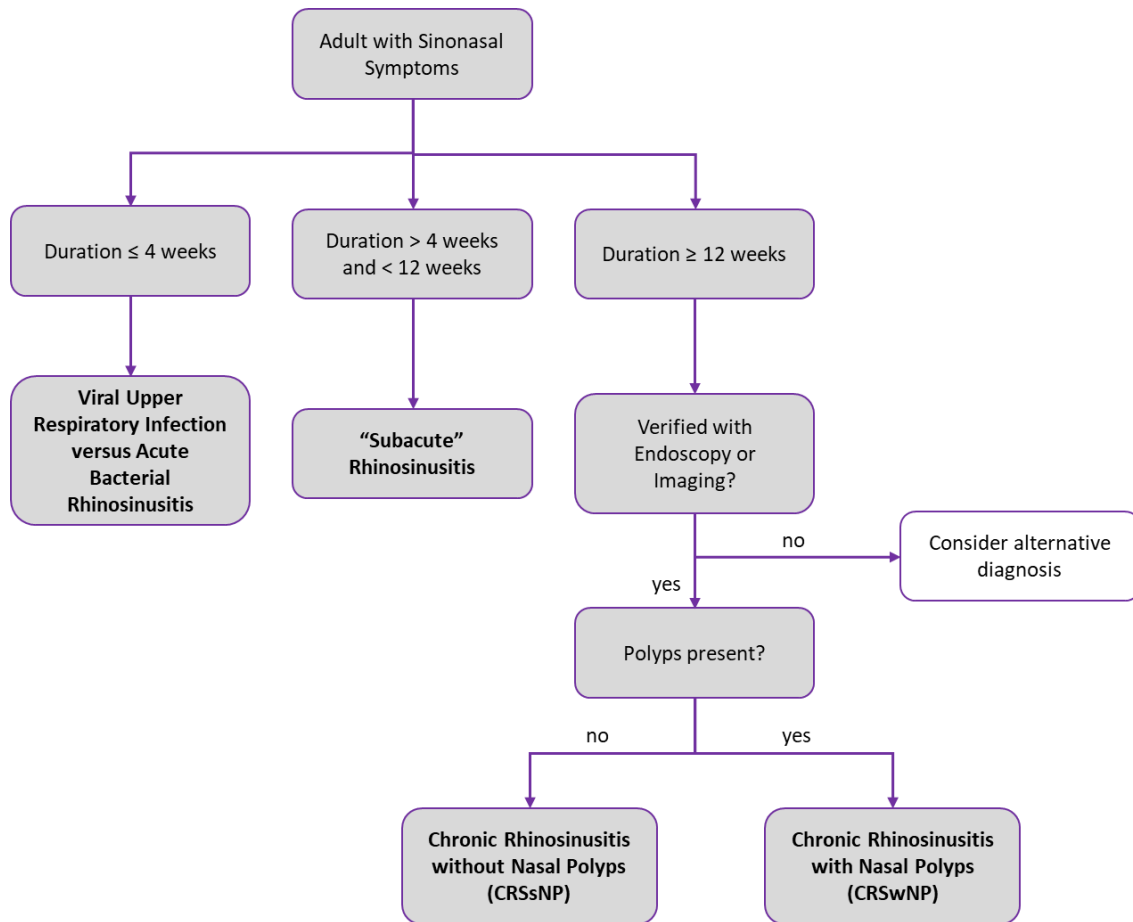 Adult with Sinonasal
Symptoms
Duration ≤ 4 weeks
Duration > 4 weeks
and < 12 weeks
Duration ≥ 12 weeks
Viral Upper
Respiratory Infection
versus Acute
Bacterial
Rhinosinusitis
“Subacute”
Rhinosinusitis
Verified with
Endoscopy or
Imaging?
no
Consider alternative
diagnosis
yes
Polyps present?
no
yes
Chronic Rhinosinusitis
without Nasal Polyps
(CRSsNP)
Chronic Rhinosinusitis
with Nasal Polyps
(CRSwNP)